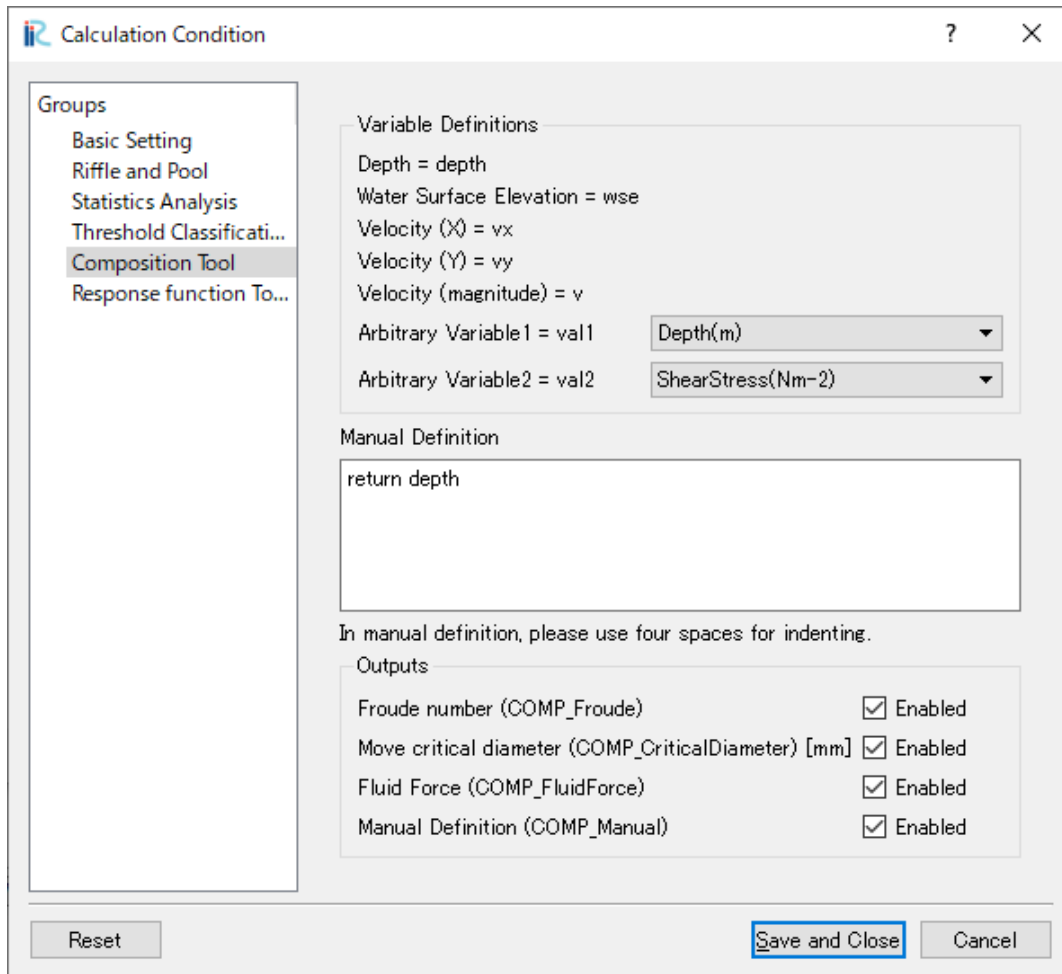 Calculation Condition
Groups
Basic Setting
Riffle and Pool
Statistics Analysis
Threshold Classificati...
Composition Tool
Response function To...
Variable Definitions
Depth = depth
Water Surface Elevation = wse
Velocity (X) = vx
Velocity (Y) = vy
Velocity (magnitude) = v
Arbitrary Variable1 = val1 Depth(m)
Arbitrary Variable2 = val2 ShearStress(Nm-2)
Manual Definition
return depth
In manual definition, please use four spaces for indenting.
Outputs
Froude number (COMP_Froude) Enabled
Move critical diameter (COMP_CriticalDiameter) [mm] Enabled
Fluid Force (COMP_FluidForce) Enabled
Manual Definition (COMP_Manual) Enabled
Reset Save and Close Cancel